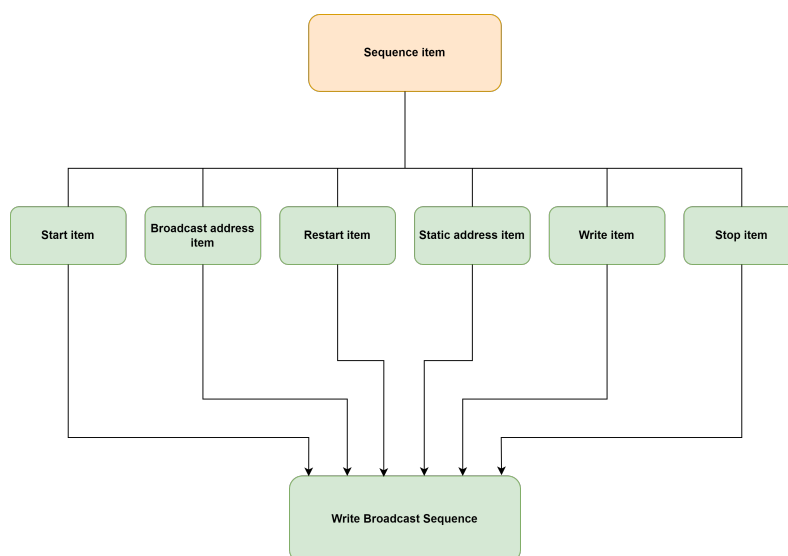 Sequence item
Start item
Broadcast address
item
Restart item
Static address item
Write item
Stop item
Write Broadcast Sequence